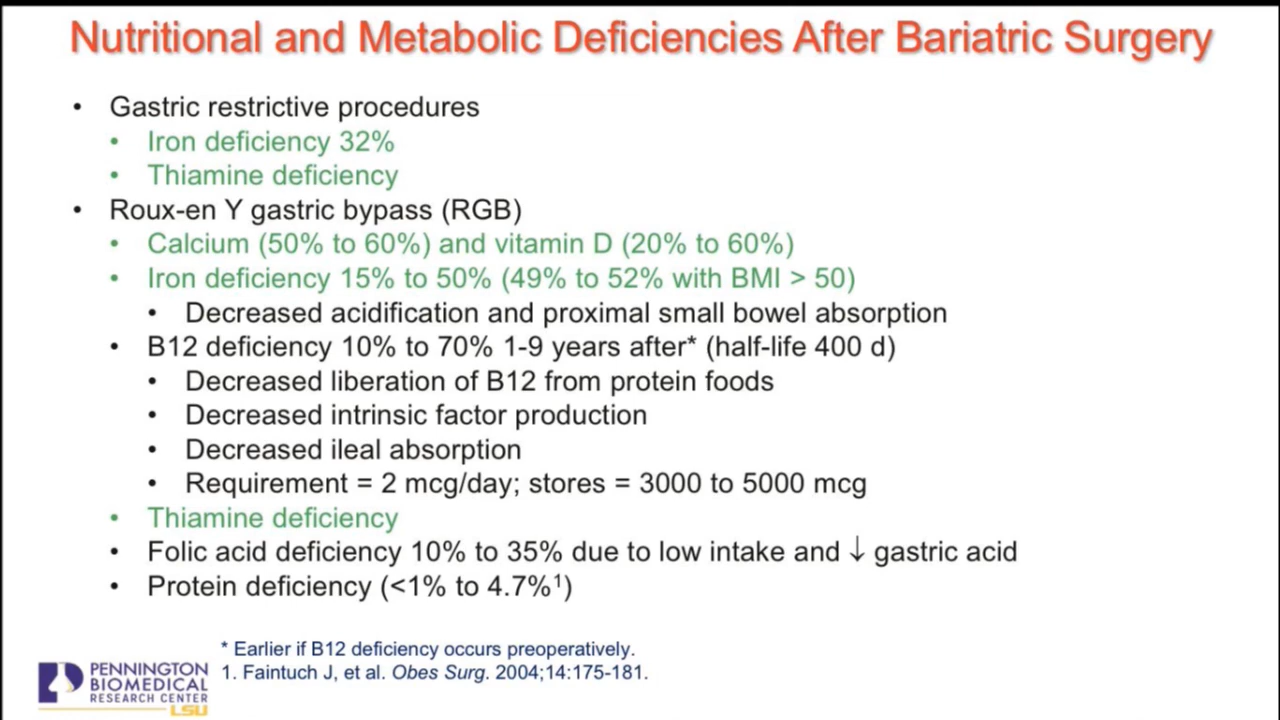 Nutritional and Metabolic Deficiencies After Bariatric Surgery
• Gastric restrictive procedures
• Iron deficiency 32%
• Thiamine deficiency
• Roux-en Y gastric bypass (RGB)
• Calcium (50% to 60%) and vitamin D (20% to 60%)
• Iron deficiency 15% to 50% (49% to 52% with BMI > 50)
• Decreased acidification and proximal small bowel absorption
• B12 deficiency 10% to 70% 1-9 years after* (half-life 400 d)
• Decreased liberation of B12 from protein foods
• Decreased intrinsic factor production
• Decreased ileal absorption
• Requirement = 2 mcg/day; stores = 3000 to 5000 mcg
• Thiamine deficiency
• Folic acid deficiency 10% to 35% due to low intake and ↓ gastric acid
• Protein deficiency (<1% to 4.7%¹)
* Earlier if B12 deficiency occurs preoperatively.
1. Faintuch J, et al. Obes Surg. 2004;14:175-181.
PENNINGTON
BIOMEDICAL
RESEARCH CENTER
LSU